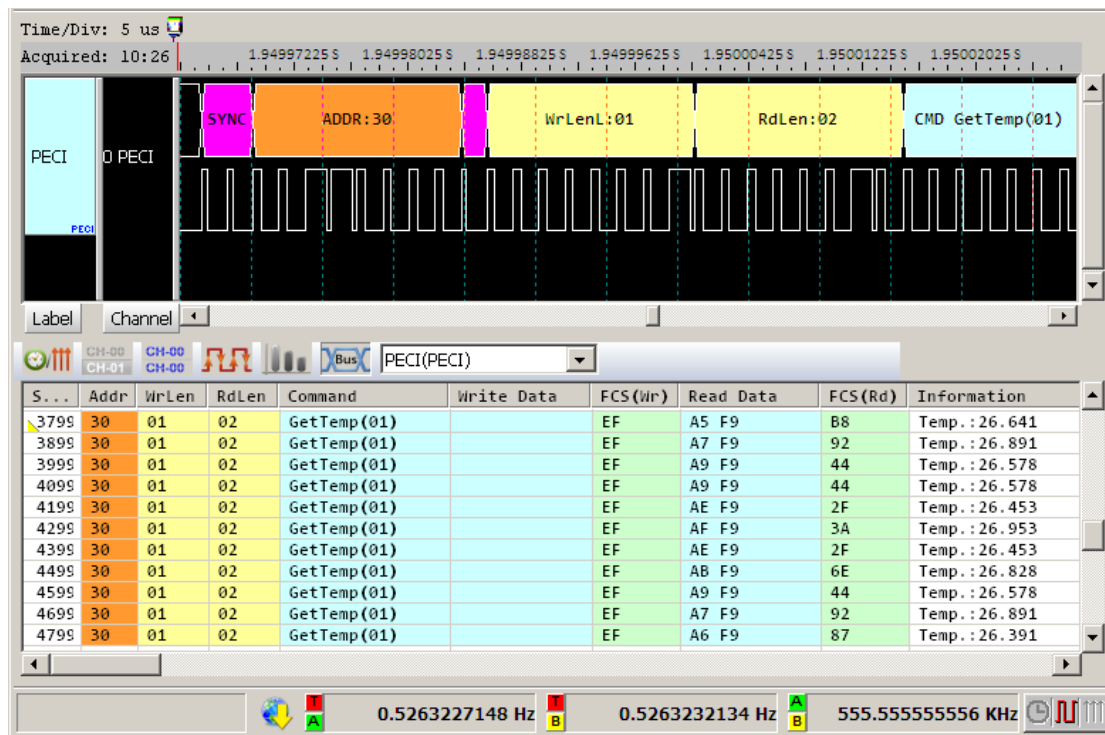 Time/Div: 5 us
Acquired: 10:26 1.94997225 S 1.94998025 S 1.94998825 S 1.94999625 S 1.95000425 S 1.95001225 S 1.95002025 S
SYNC ADDR:30 WrLenL:01 RdLen:02 CMD GetTemp(01)
PECI 0 PECI
PECI
Label Channel
CH-00 CH-00 Bus PECI(PECI)
CH-01 CH-00
S... Addr WrLen RdLen Command Write Data FCS(Wr) Read Data FCS(Rd) Information
3799 30 01 02 GetTemp(01) EF A5 F9 B8 Temp.:26.641
3899 30 01 02 GetTemp(01) EF A7 F9 92 Temp.:26.891
3999 30 01 02 GetTemp(01) EF A9 F9 44 Temp.:26.578
4099 30 01 02 GetTemp(01) EF A9 F9 44 Temp.:26.578
4199 30 01 02 GetTemp(01) EF AE F9 2F Temp.:26.453
4299 30 01 02 GetTemp(01) EF AF F9 3A Temp.:26.953
4399 30 01 02 GetTemp(01) EF AE F9 2F Temp.:26.453
4499 30 01 02 GetTemp(01) EF AB F9 6E Temp.:26.828
4599 30 01 02 GetTemp(01) EF A9 F9 44 Temp.:26.578
4699 30 01 02 GetTemp(01) EF A7 F9 92 Temp.:26.891
4799 30 01 02 GetTemp(01) EF A6 F9 87 Temp.:26.391
T A 0.5263227148 Hz T B 0.5263232134 Hz A B 555.555555556 KHz